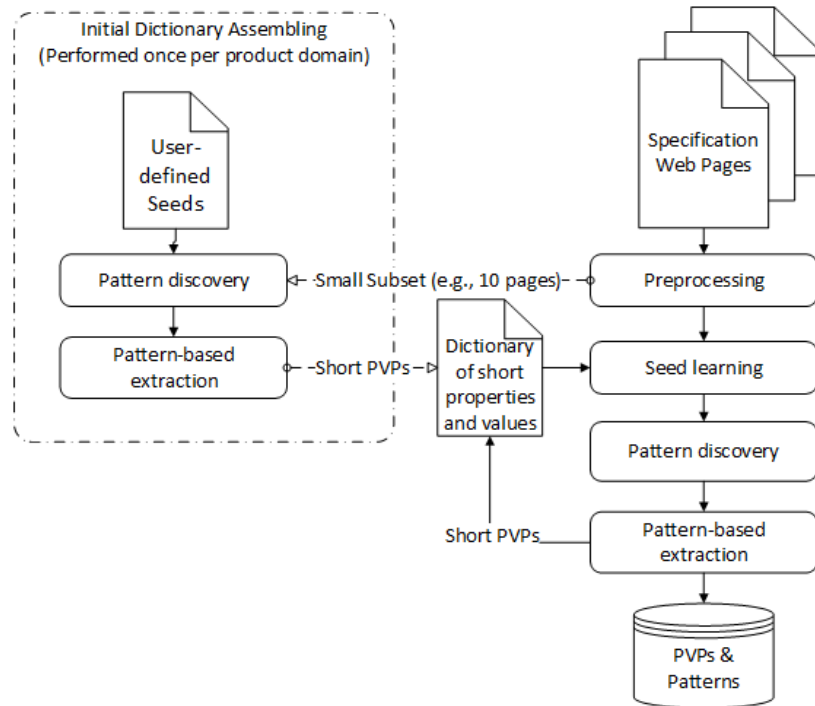 Initial Dictionary Assembling
(Performed once per product domain)
User-
defined
Seeds
Pattern discovery
Pattern-based
extraction
Specification
Web Pages
Small Subset (e.g., 10 pages)
Preprocessing
Short PVPs
Dictionary
of short
properties
and values
Seed learning
Pattern discovery
Short PVPs
Pattern-based
extraction
PVPs &
Patterns